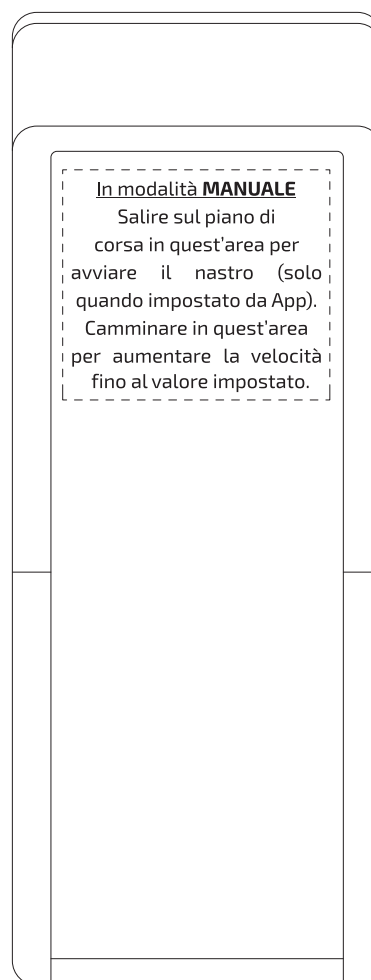 In modalità MANUALE
Salire sul piano di
corsa in quest'area per
avviare il nastro (solo
quando impostato da App).
Camminare in quest'area
per aumentare la velocità
fino al valore impostato.